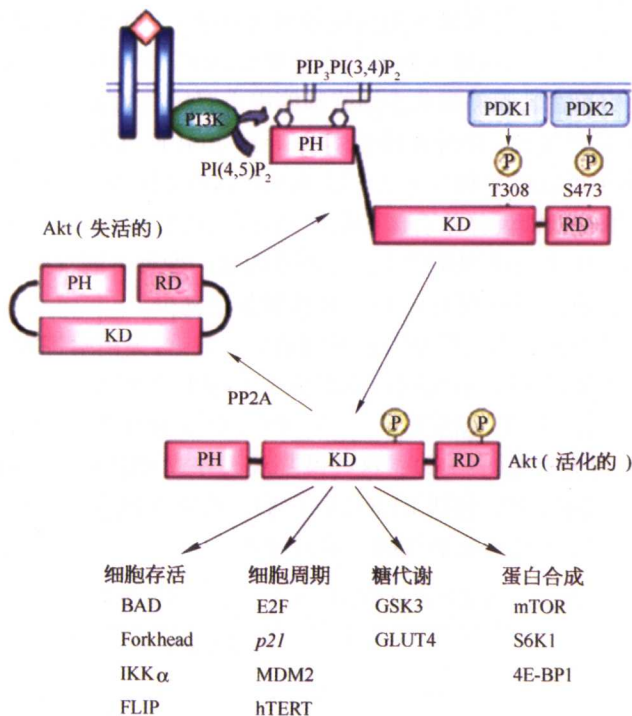 PIP₃PI(3,4)P₂
PI3K
PDK1 PDK2
PH
PI(4,5)P₂
P P
T308 S473
KD RD
Akt(失活的)
PH RD
KD
PP2A
P P
PH KD RD Akt(活化的)
细胞存活 细胞周期 糖代谢 蛋白合成
BAD E2F GSK3 mTOR
Forkhead p21 GLUT4 S6K1
IKKα MDM2 4E-BP1
FLIP hTERT